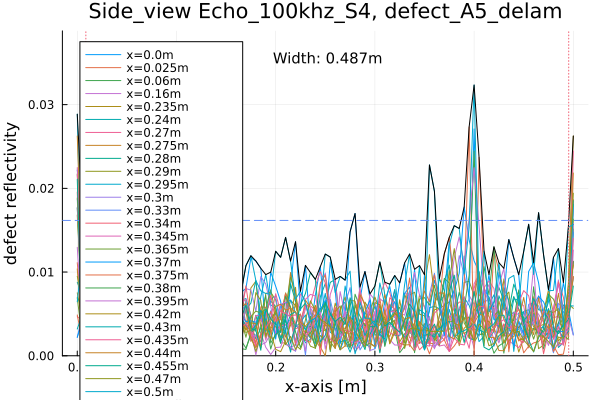 Side_view Echo_100khz_S4, defect_A5_delam
Width: 0.487m
x=0.0m
x=0.025m
x=0.06m
x=0.16m
x=0.235m
x=0.24m
x=0.27m
x=0.275m
x=0.28m
x=0.29m
x=0.295m
x=0.3m
x=0.33m
x=0.34m
x=0.345m
x=0.365m
x=0.37m
x=0.375m
x=0.38m
x=0.395m
x=0.42m
x=0.43m
x=0.435m
x=0.44m
x=0.455m
x=0.47m
x=0.5m
defect reflectivity
0.03
0.02
0.01
0.00
0.2 0.3 0.4 0.5
x-axis [m]